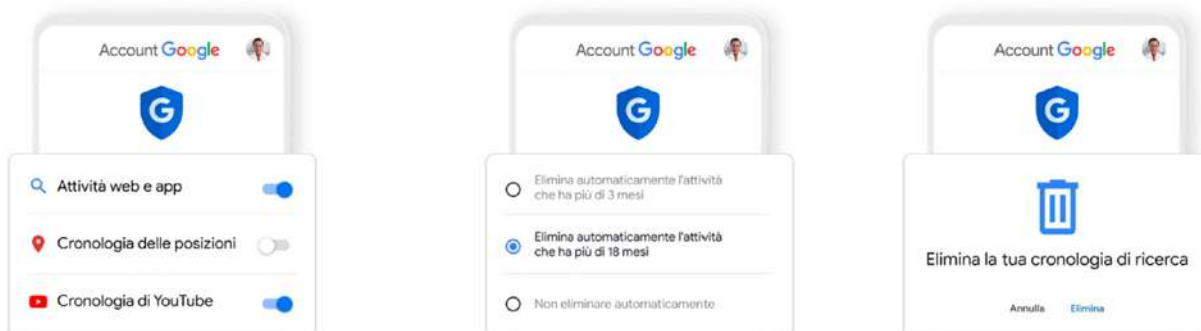 Account Google
G
Attività web e app
Cronologia delle posizioni
Cronologia di YouTube
Account Google
G
Elimina automaticamente l'attività
che ha più di 3 mesi
Elimina automaticamente l'attività
che ha più di 18 mesi
Non eliminare automaticamente
Account Google
G
Elimina la tua cronologia di ricerca
Annulla Elimina